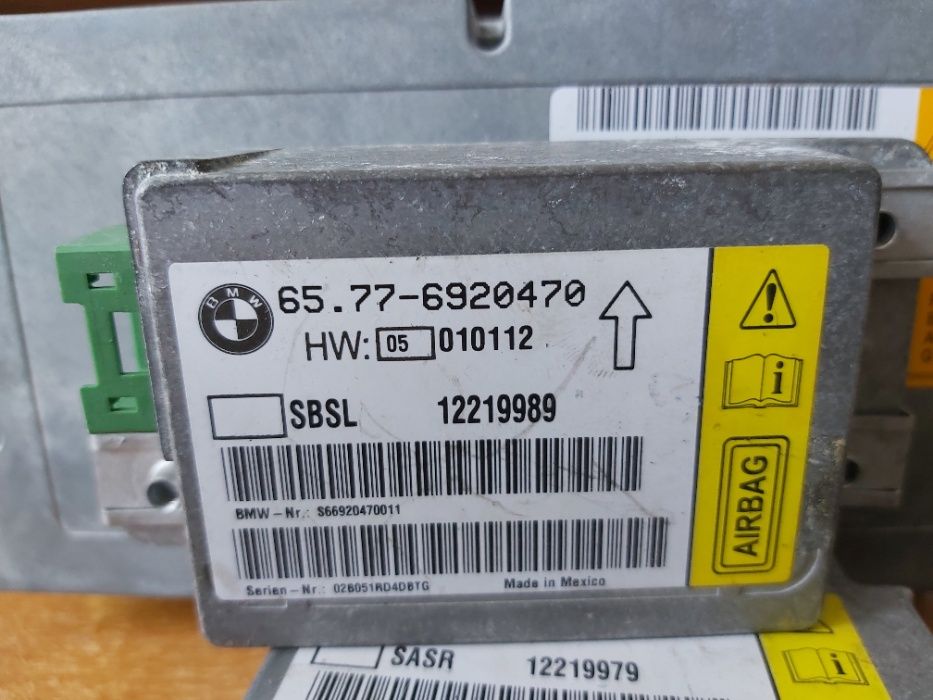 BMW
65.77-6920470
HW: 05 010112
SBSL 12219989
BMW-Nr.: S66920470011
Serien-Nr.: 02B051RD4DBTG
Made in Mexico
AIRBAG
SASR 12219979